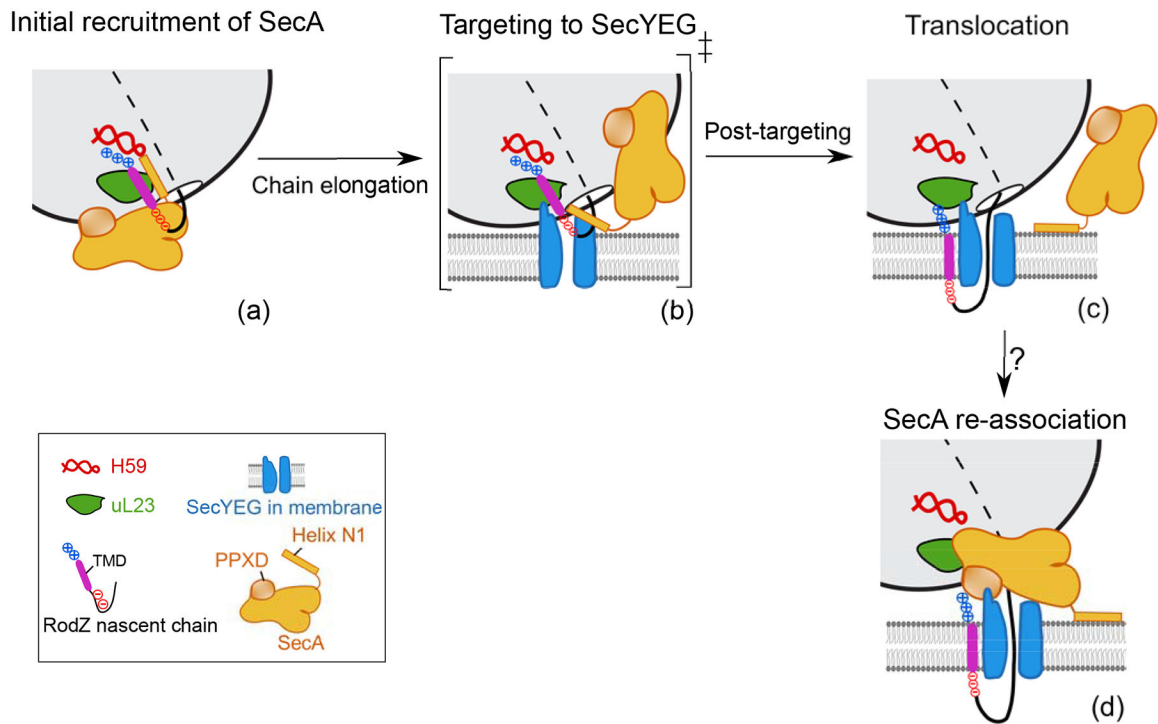 Initial recruitment of SecA
Targeting to SecYEG
‡
Translocation
Chain elongation
Post-targeting
(a)
(b)
(c)
?
SecA re-association
H59
uL23
SecYEG in membrane
Helix N1
PPXD
TMD
RodZ nascent chain
SecA
(d)